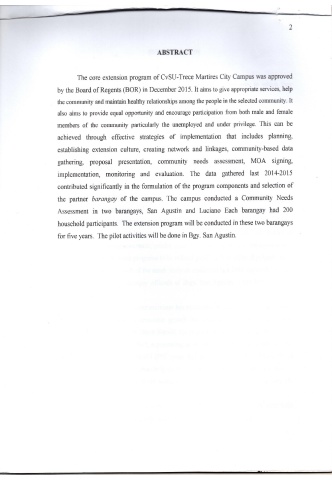 2
ABSTRACT
The core extension program of CvSU-Trece Martires City Campus was approved
by the Board of Regents (BOR) in December 2015. It aims to give appropriate services, help
the community and maintain healthy relationships among the people in the selected community. It
also aims to provide equal opportunity and encourage participation from both male and female
members of the community particularly the unemployed and under privilege. This can be
achieved through effective strategies of implementation that includes planning,
establishing extension culture, creating network and linkages, community-based data
gathering, proposal presentation, community needs assessment, MOA signing,
implementation, monitoring and evaluation. The data gathered last 2014-2015
contributed significantly in the formulation of the program components and selection of
the partner barangay of the campus. The campus conducted a Community Needs
Assessment in two barangays, San Agustin and Luciano Each barangay had 200
household participants. The extension program will be conducted in these two barangays
for five years. The pilot activities will be done in Bgy. San Agustin.